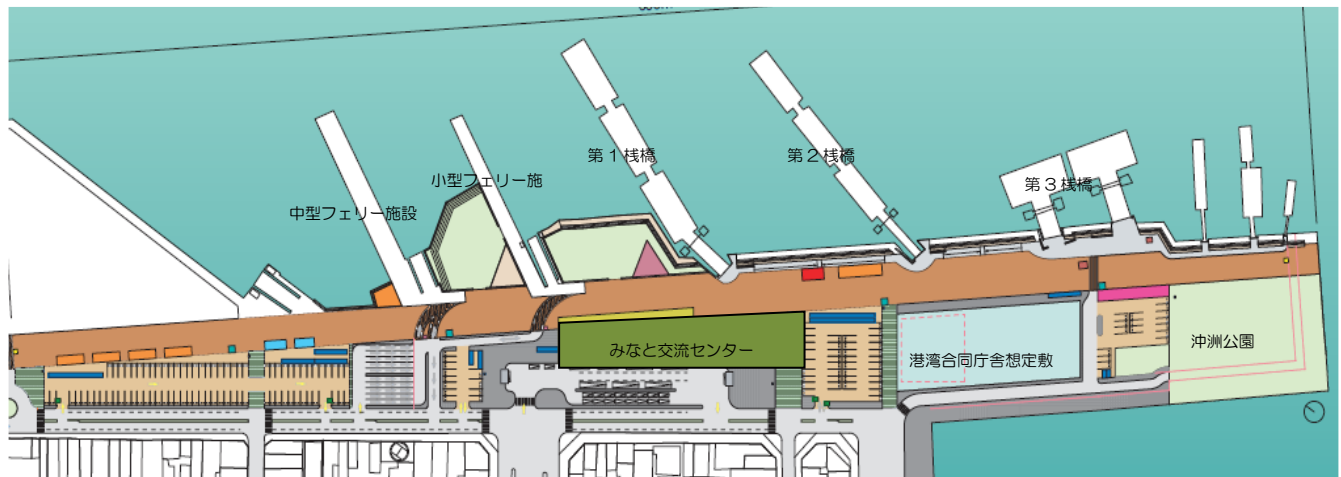 第1桟橋
第2桟橋
小型フェリー施
第3桟橋
中型フェリー施設
みなと交流センター
港湾合同庁舎想定敷
沖洲公園